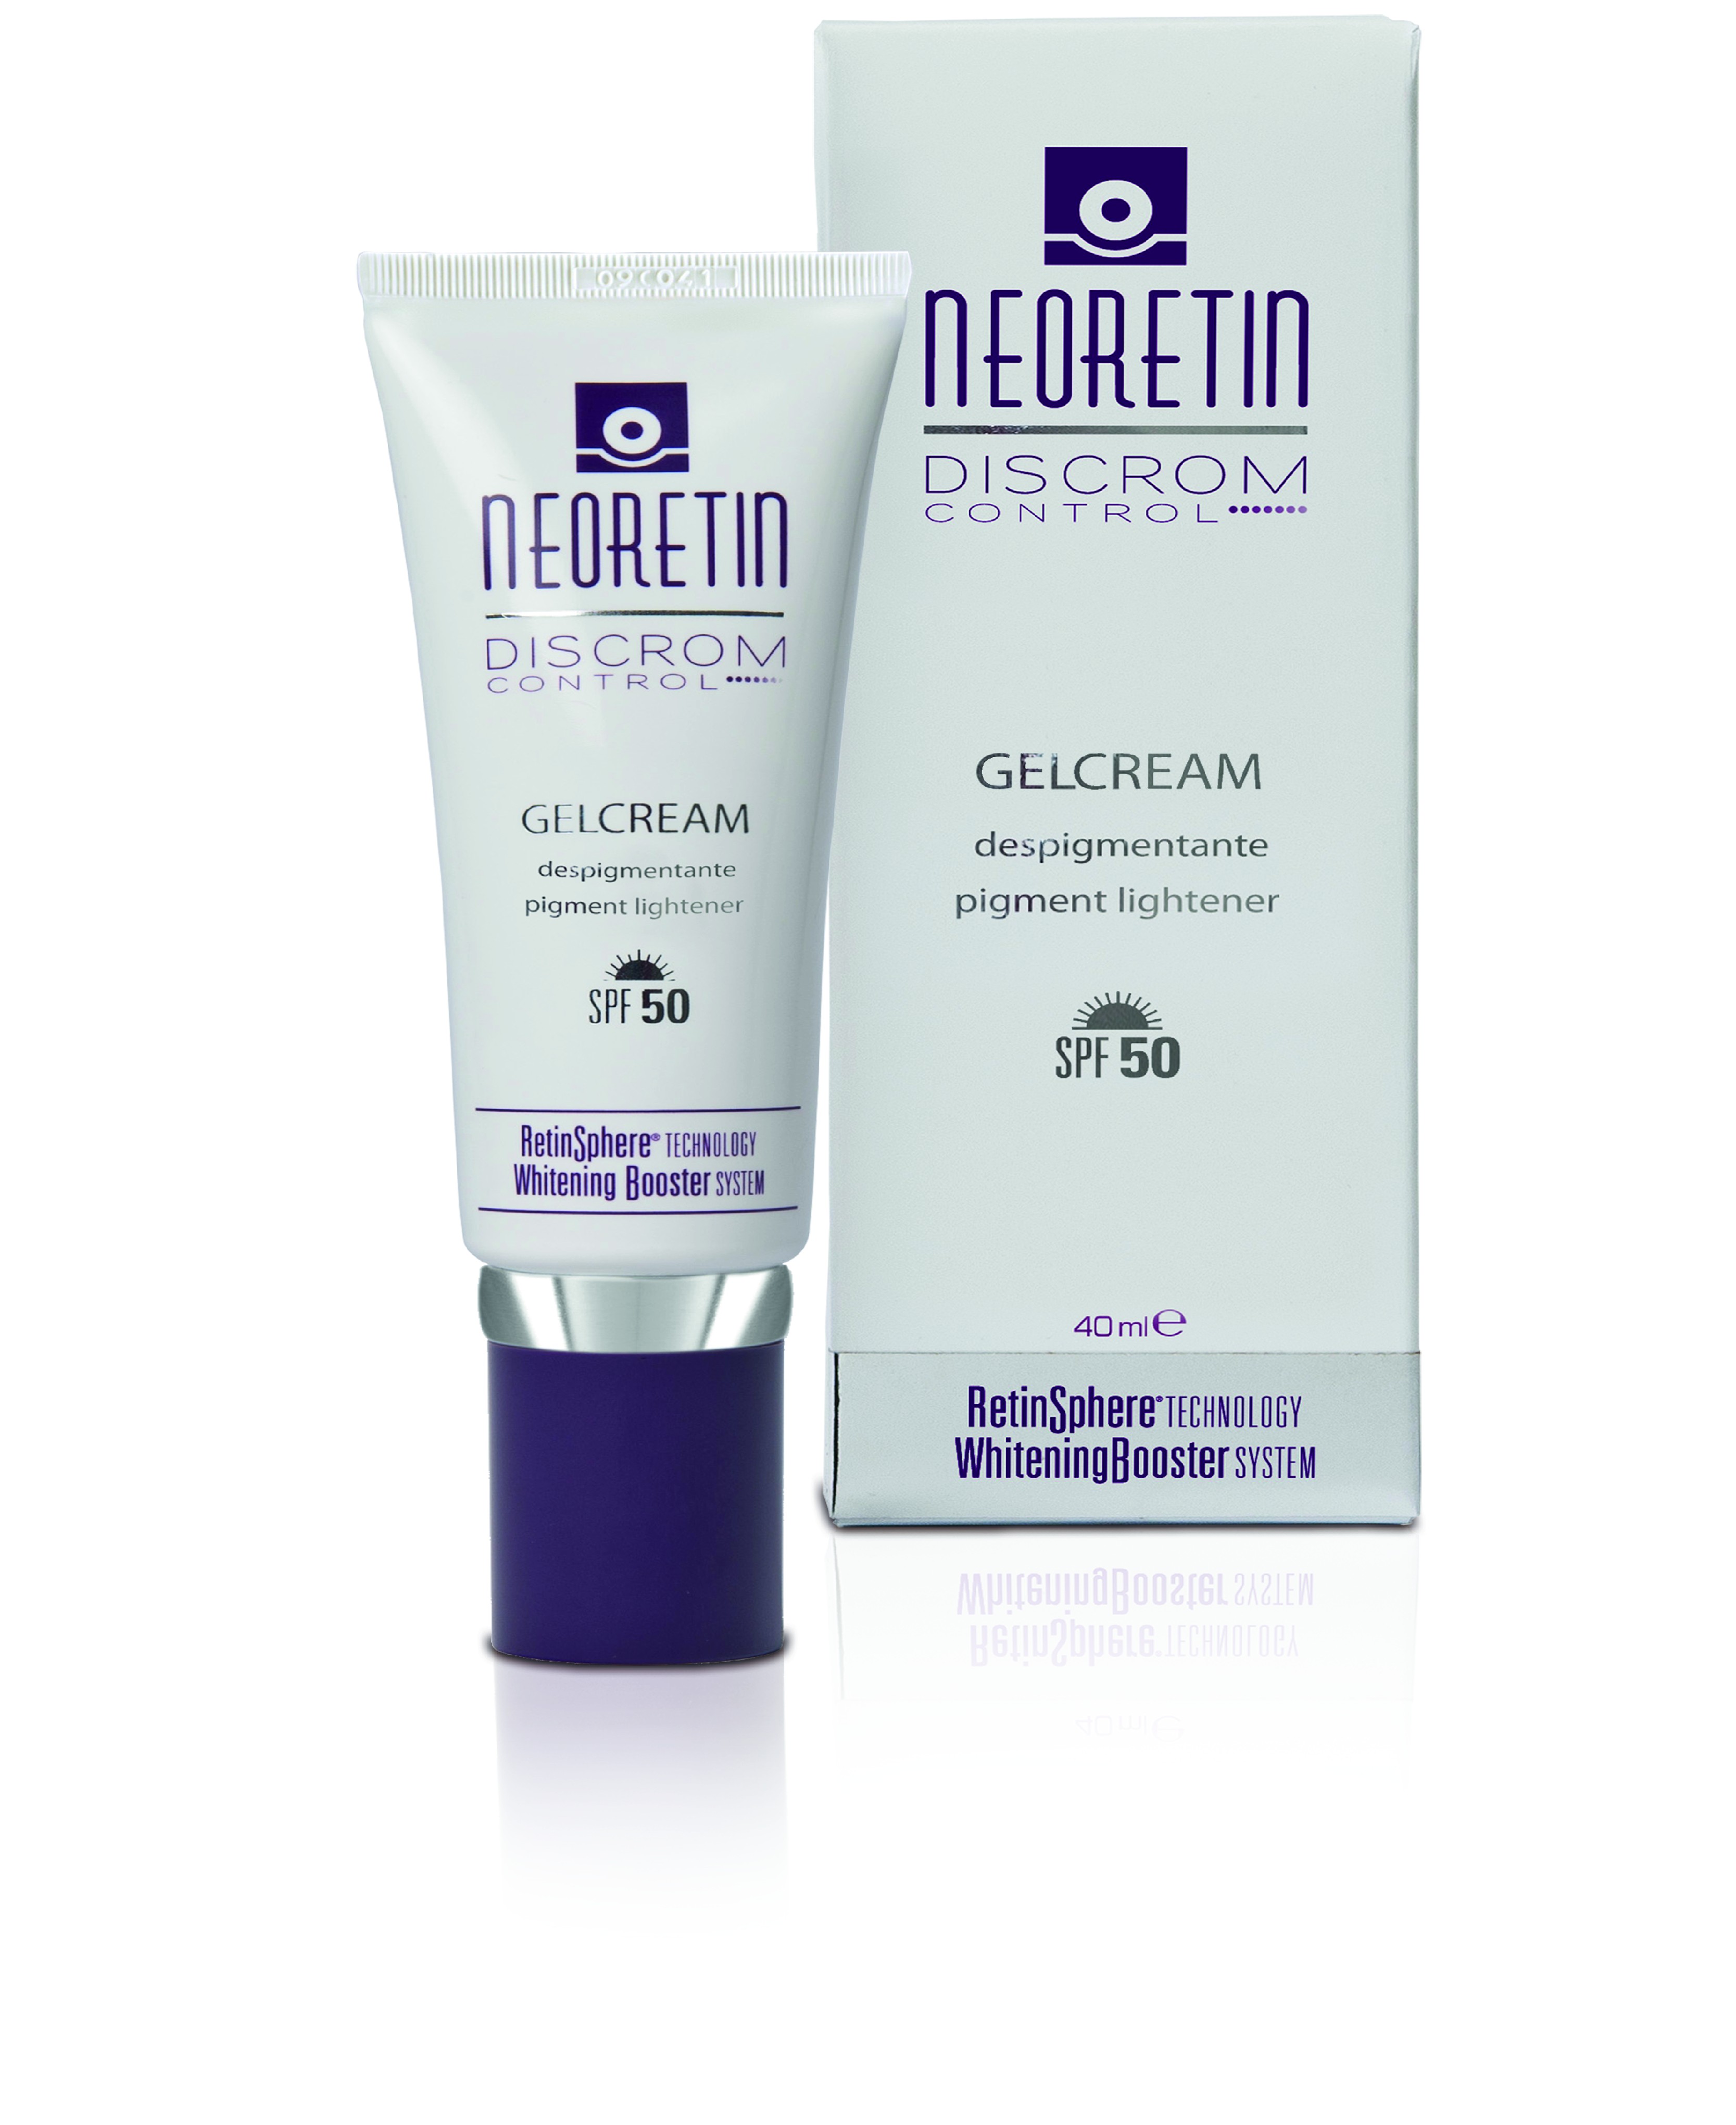 09C041
NEORETIN
DISCROM
CONTROL
GELCREAM
despigmentante
pigment lightener
SPF 50
RetinSphere® TECHNOLOGY
Whitening Booster SYSTEM
NEORETIN
DISCROM
CONTROL
GELCREAM
despigmentante
pigment lightener
SPF 50
40 ml e
RetinSphere® TECHNOLOGY
WhiteningBooster SYSTEM